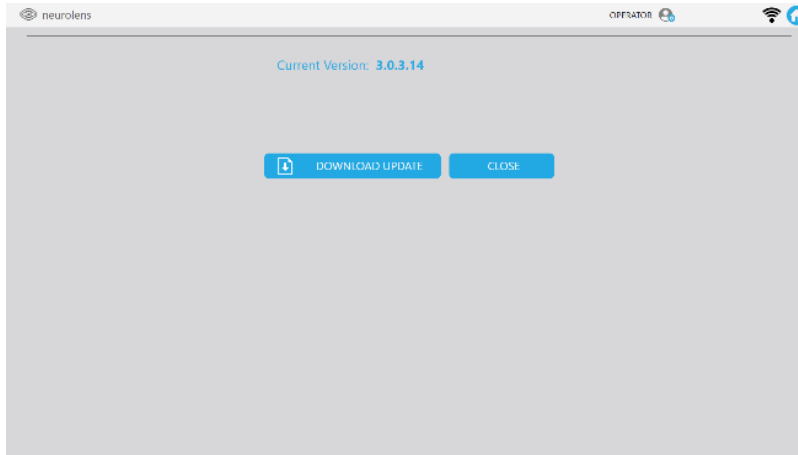 neurolens
OPERATOR
Current Version: 3.0.3.14
DOWNLOAD UPDATE
CLOSE